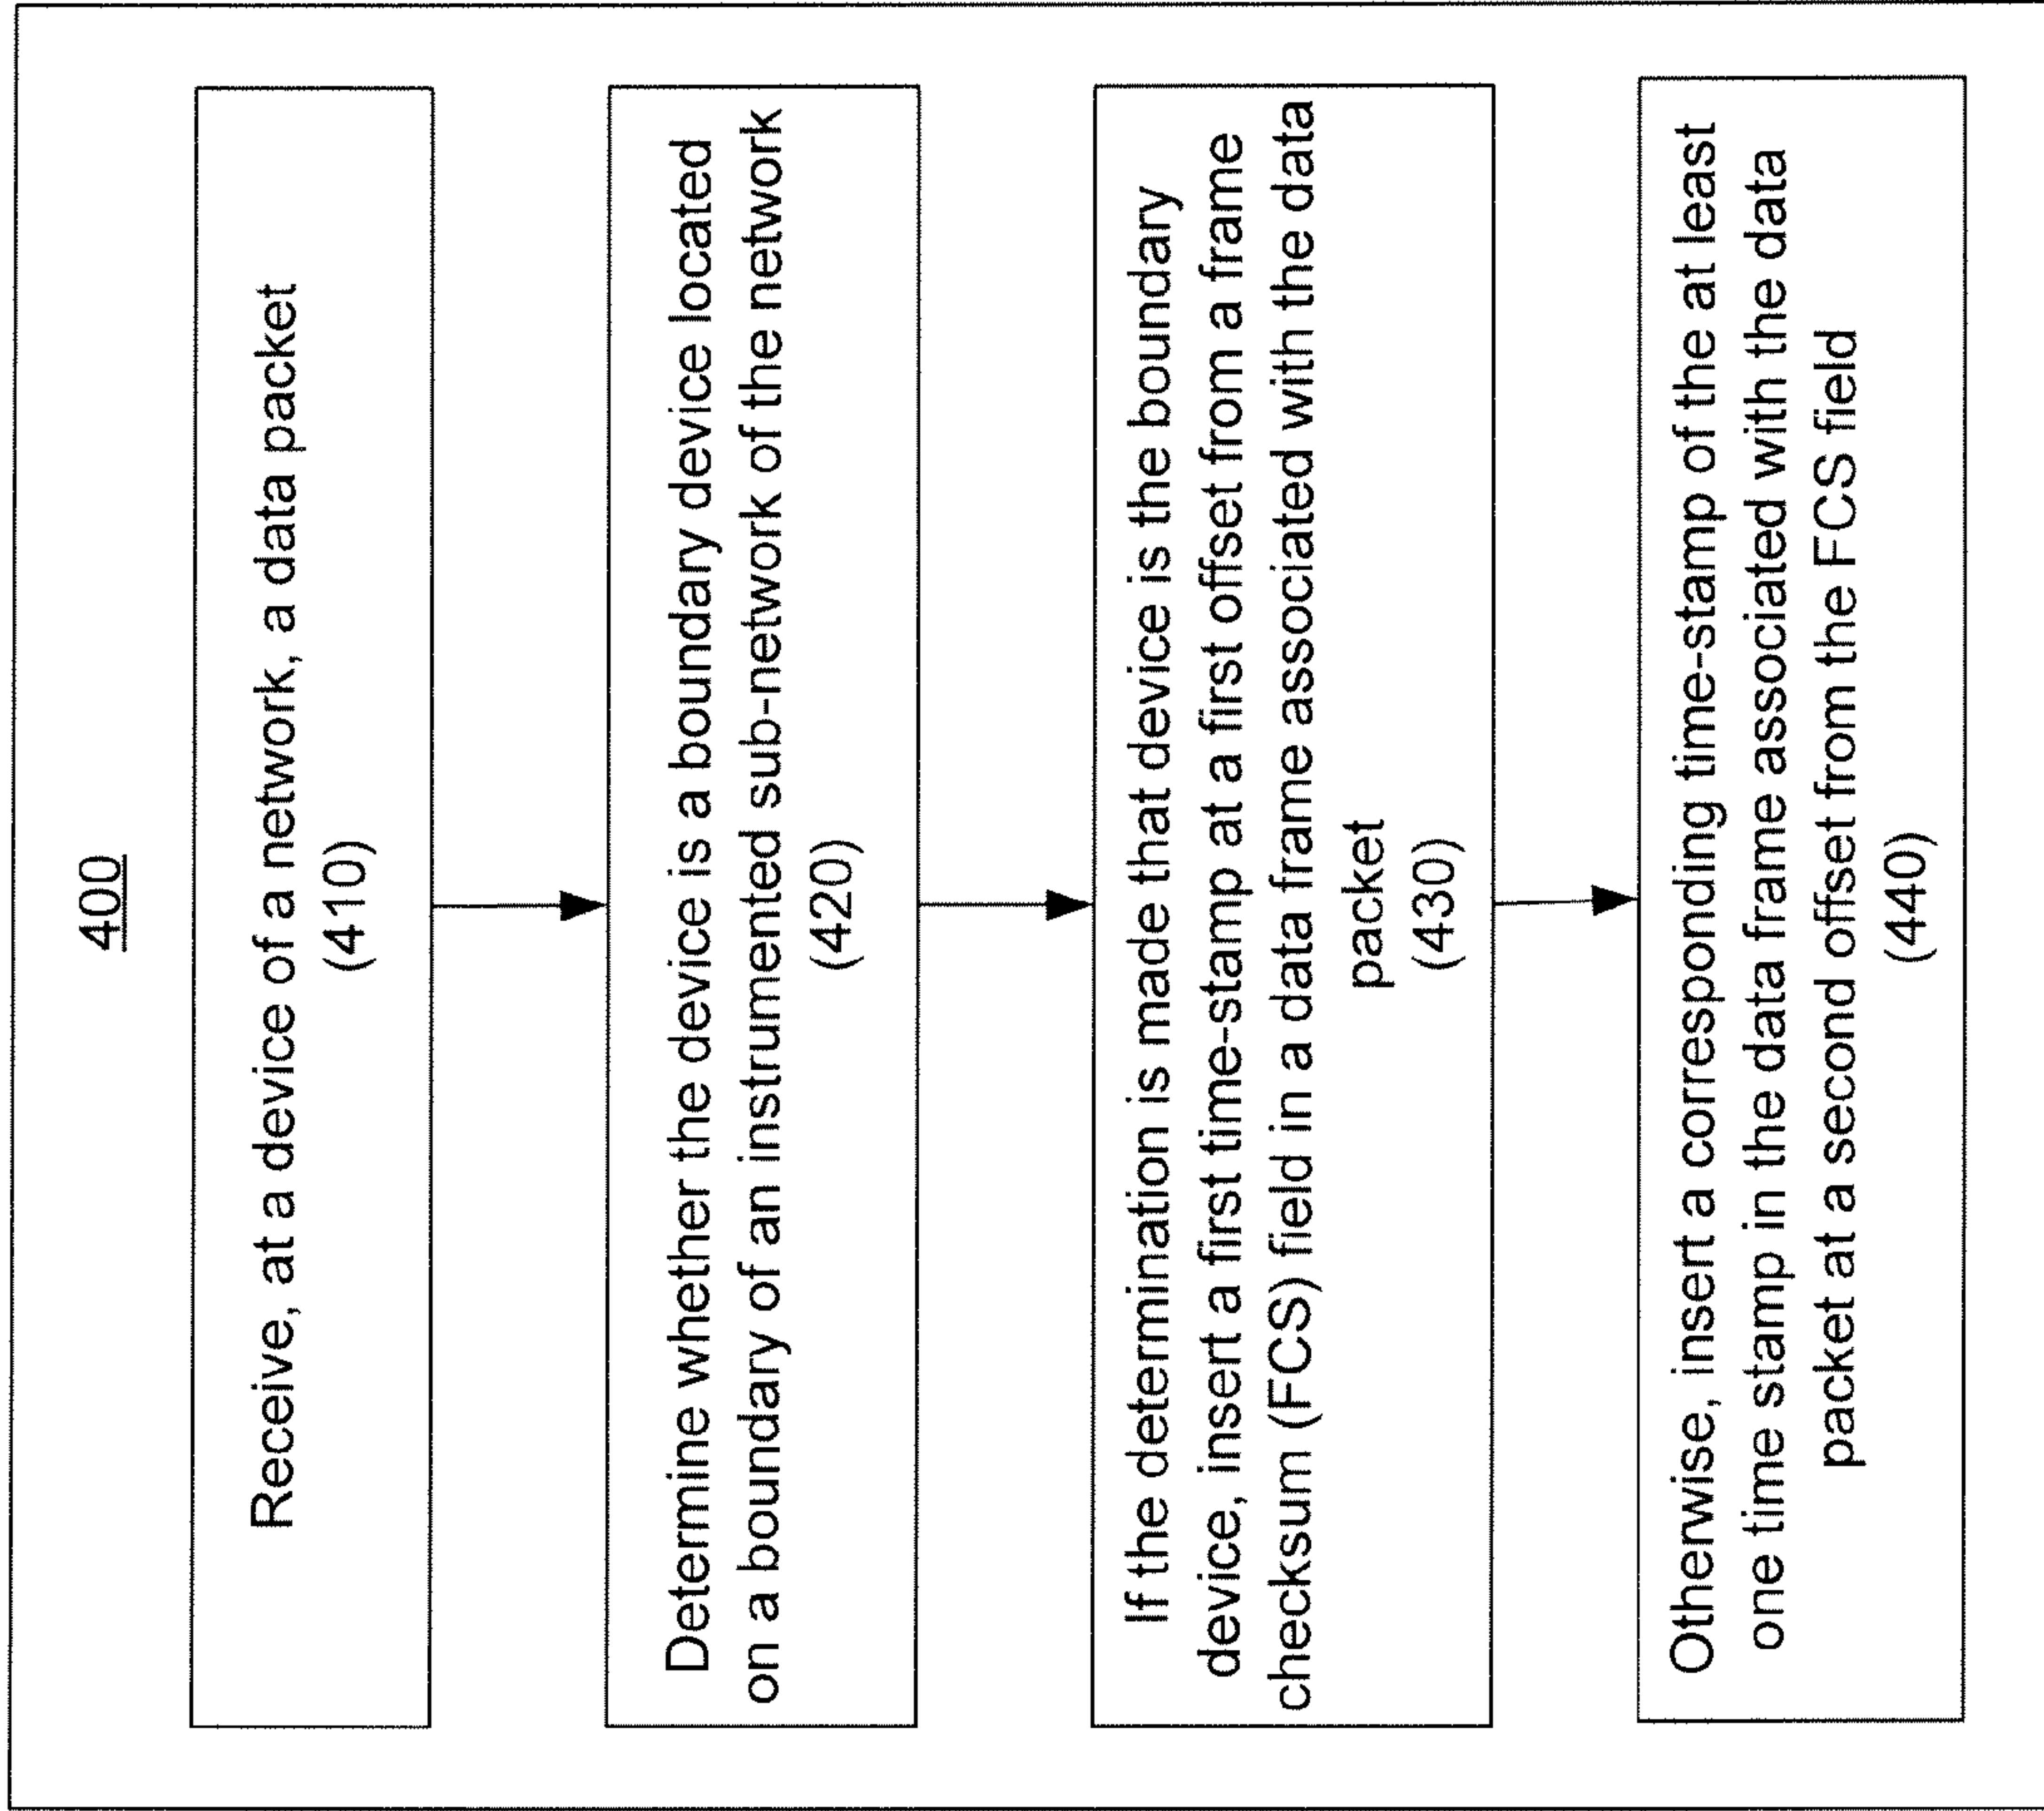 400
Receive, at a device of a network, a data packet
(410)
Determine whether the device is a boundary device located
on a boundary of an instrumented sub-network of the network
(420)
If the determination is made that device is the boundary
device, insert a first time-stamp at a first offset from a frame
checksum (FCS) field in a data frame associated with the data
packet
(430)
Otherwise, insert a corresponding time-stamp of the at least
one time stamp in the data frame associated with the data
packet at a second offset from the FCS field
(440)